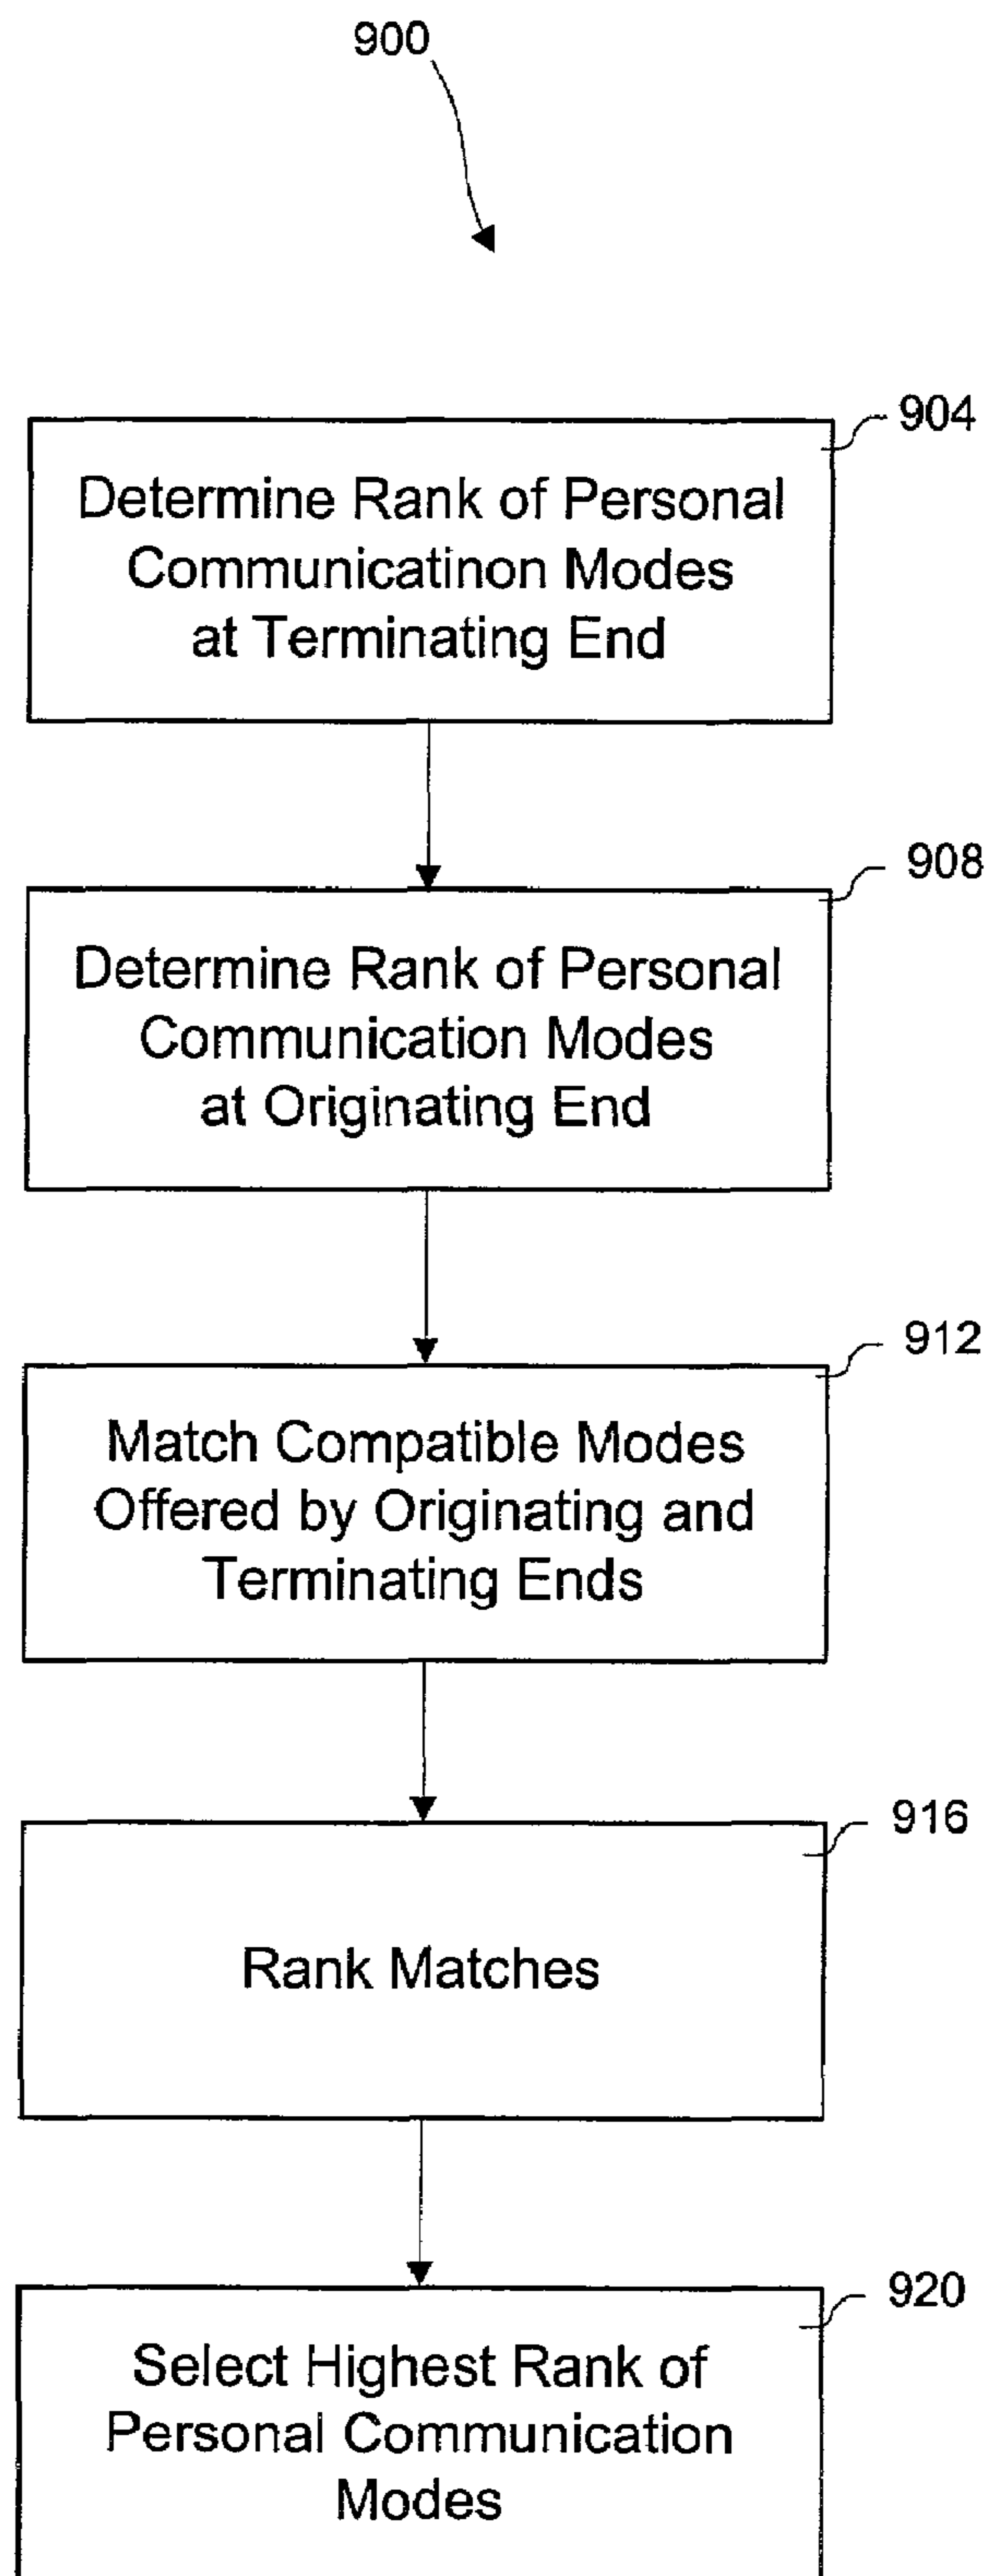 900
904
Determine Rank of Personal
Communicatinon Modes
at Terminating End
908
Determine Rank of Personal
Communication Modes
at Originating End
912
Match Compatible Modes
Offered by Originating and
Terminating Ends
916
Rank Matches
920
Select Highest Rank of
Personal Communication
Modes